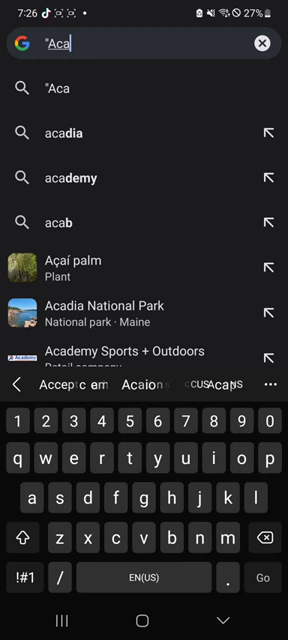 7:26
27%
"Aca
"Aca
acadia
academy
acab
Açaí palm
Plant
Acadia National Park
National park · Maine
Academy Sports + Outdoors
Academy
1 2 3 4 5 6 7 8 9 0
q w e r t y u i o p
a s d f g h j k l
z x c v b n m
!#1 / EN(US) . Go